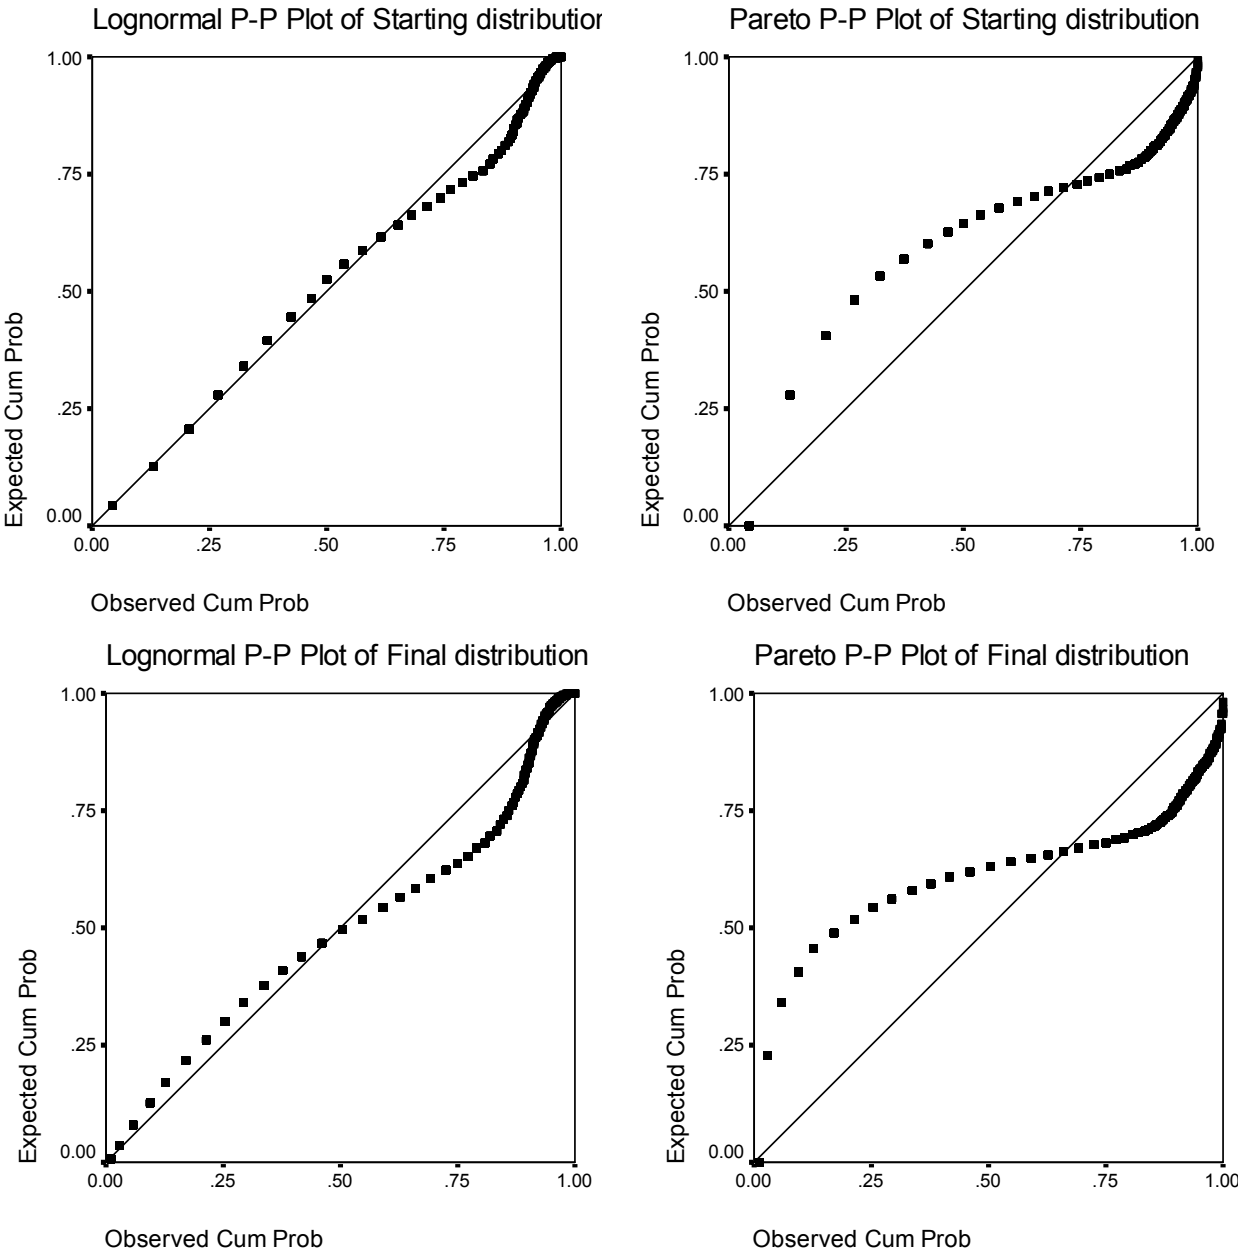 Lognormal P-P Plot of Starting distribution
1.00
.75
.50
.25
0.00
Expected Cum Prob
0.00 .25 .50 .75 1.00
Observed Cum Prob
Pareto P-P Plot of Starting distribution
1.00
.75
.50
.25
0.00
Expected Cum Prob
0.00 .25 .50 .75 1.00
Observed Cum Prob
Lognormal P-P Plot of Final distribution
1.00
.75
.50
.25
0.00
Expected Cum Prob
0.00 .25 .50 .75 1.00
Observed Cum Prob
Pareto P-P Plot of Final distribution
1.00
.75
.50
.25
0.00
Expected Cum Prob
0.00 .25 .50 .75 1.00
Observed Cum Prob